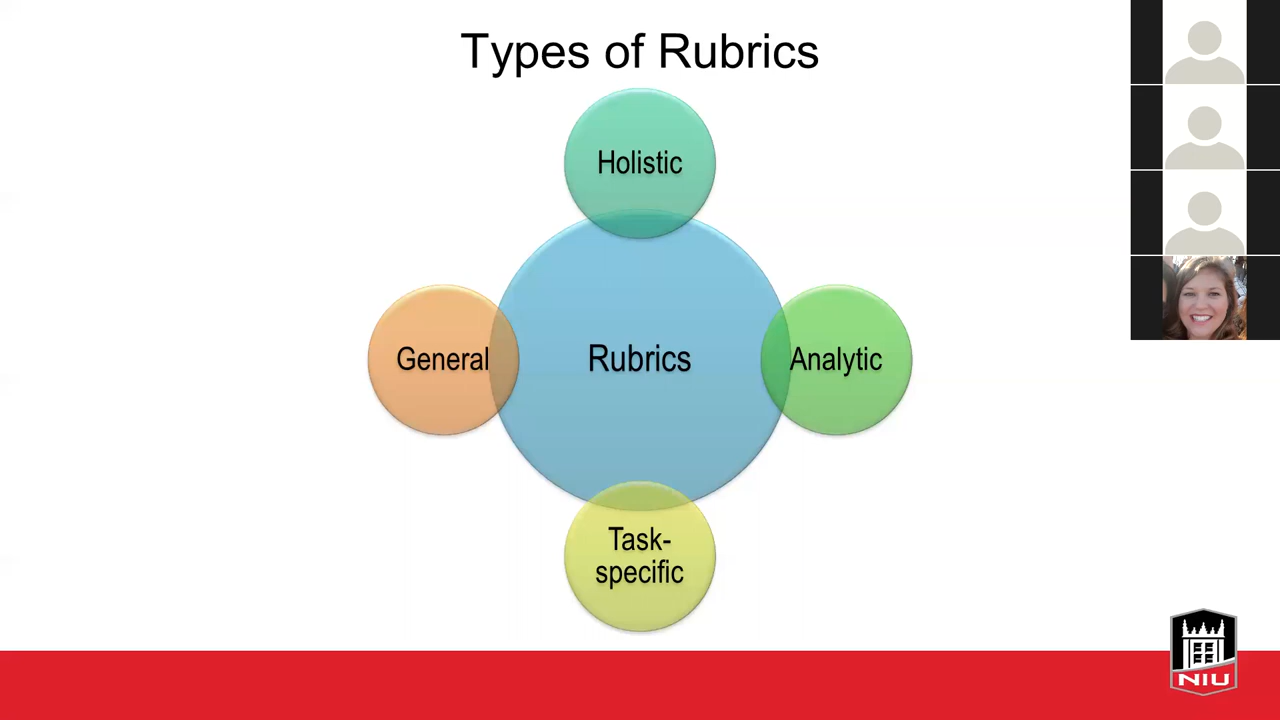 Types of Rubrics
Holistic
General
Rubrics
Analytic
Task-
specific
NIU